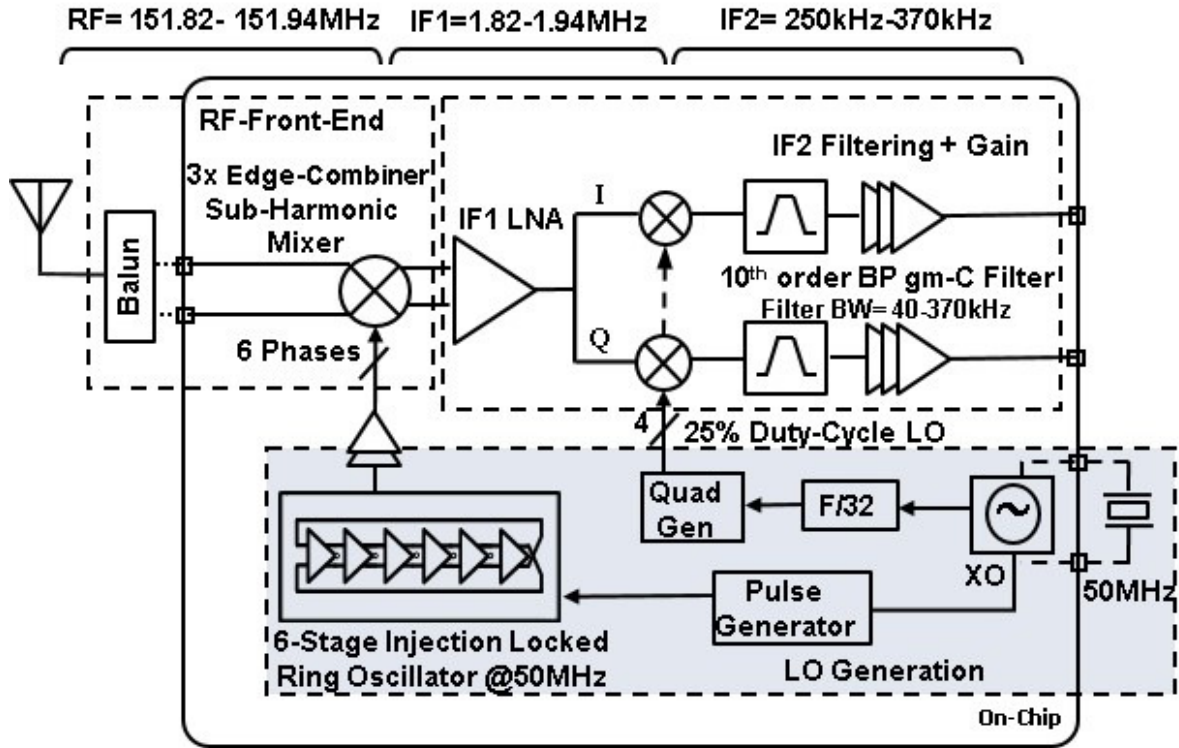 RF= 151.82- 151.94MHz
IF1=1.82-1.94MHz
IF2= 250kHz-370kHz
RF-Front-End
3x Edge-Combiner
Sub-Harmonic
Mixer
Balun
6 Phases
IF1 LNA
I
Q
IF2 Filtering + Gain
10th order BP gm-C Filter
Filter BW= 40-370kHz
4
25% Duty-Cycle LO
Quad
Gen
F/32
XO
50MHz
Pulse
Generator
6-Stage Injection Locked
Ring Oscillator @50MHz
LO Generation
On-Chip